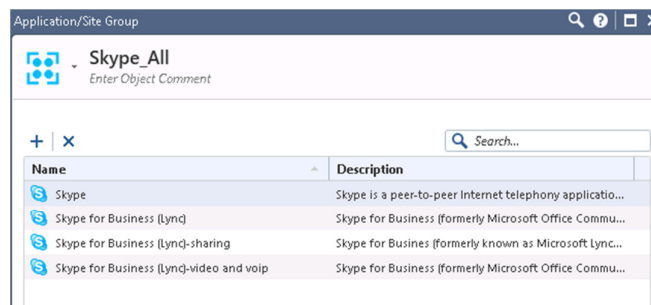 Application/Site Group
Skype_All
Enter Object Comment
Search...
Name Description
Skype Skype is a peer-to-peer Internet telephony applicatio...
Skype for Business (Lync) Skype for Business (formerly Microsoft Office Commu...
Skype for Business (Lync)-sharing Skype for Busines (formerly known as Microsoft Lync...
Skype for Business (Lync)-video and voip Skype for Business (formerly Microsoft Office Commu...